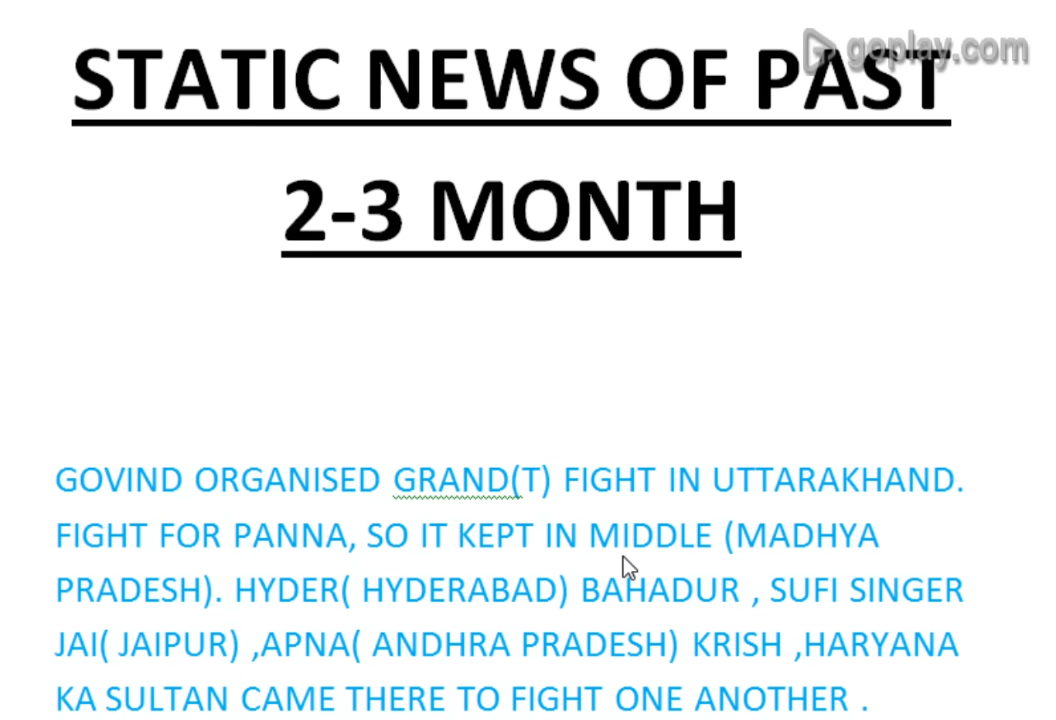 goplay.com
STATIC NEWS OF PAST
2-3 MONTH
GOVIND ORGANISED GRAND(T) FIGHT IN UTTARAKHAND.
FIGHT FOR PANNA, SO IT KEPT IN MIDDLE (MADHYA
PRADESH). HYDER( HYDERABAD) BAHADUR , SUFI SINGER
JAI( JAIPUR) ,APNA( ANDHRA PRADESH) KRISH ,HARYANA
KA SULTAN CAME THERE TO FIGHT ONE ANOTHER .